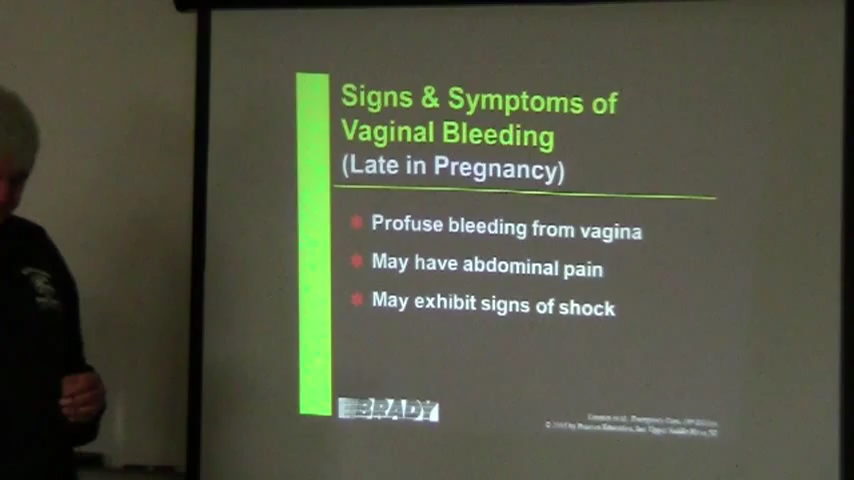 Signs & Symptoms of
Vaginal Bleeding
(Late in Pregnancy)
Profuse bleeding from vagina
May have abdominal pain
May exhibit signs of shock
BRADY